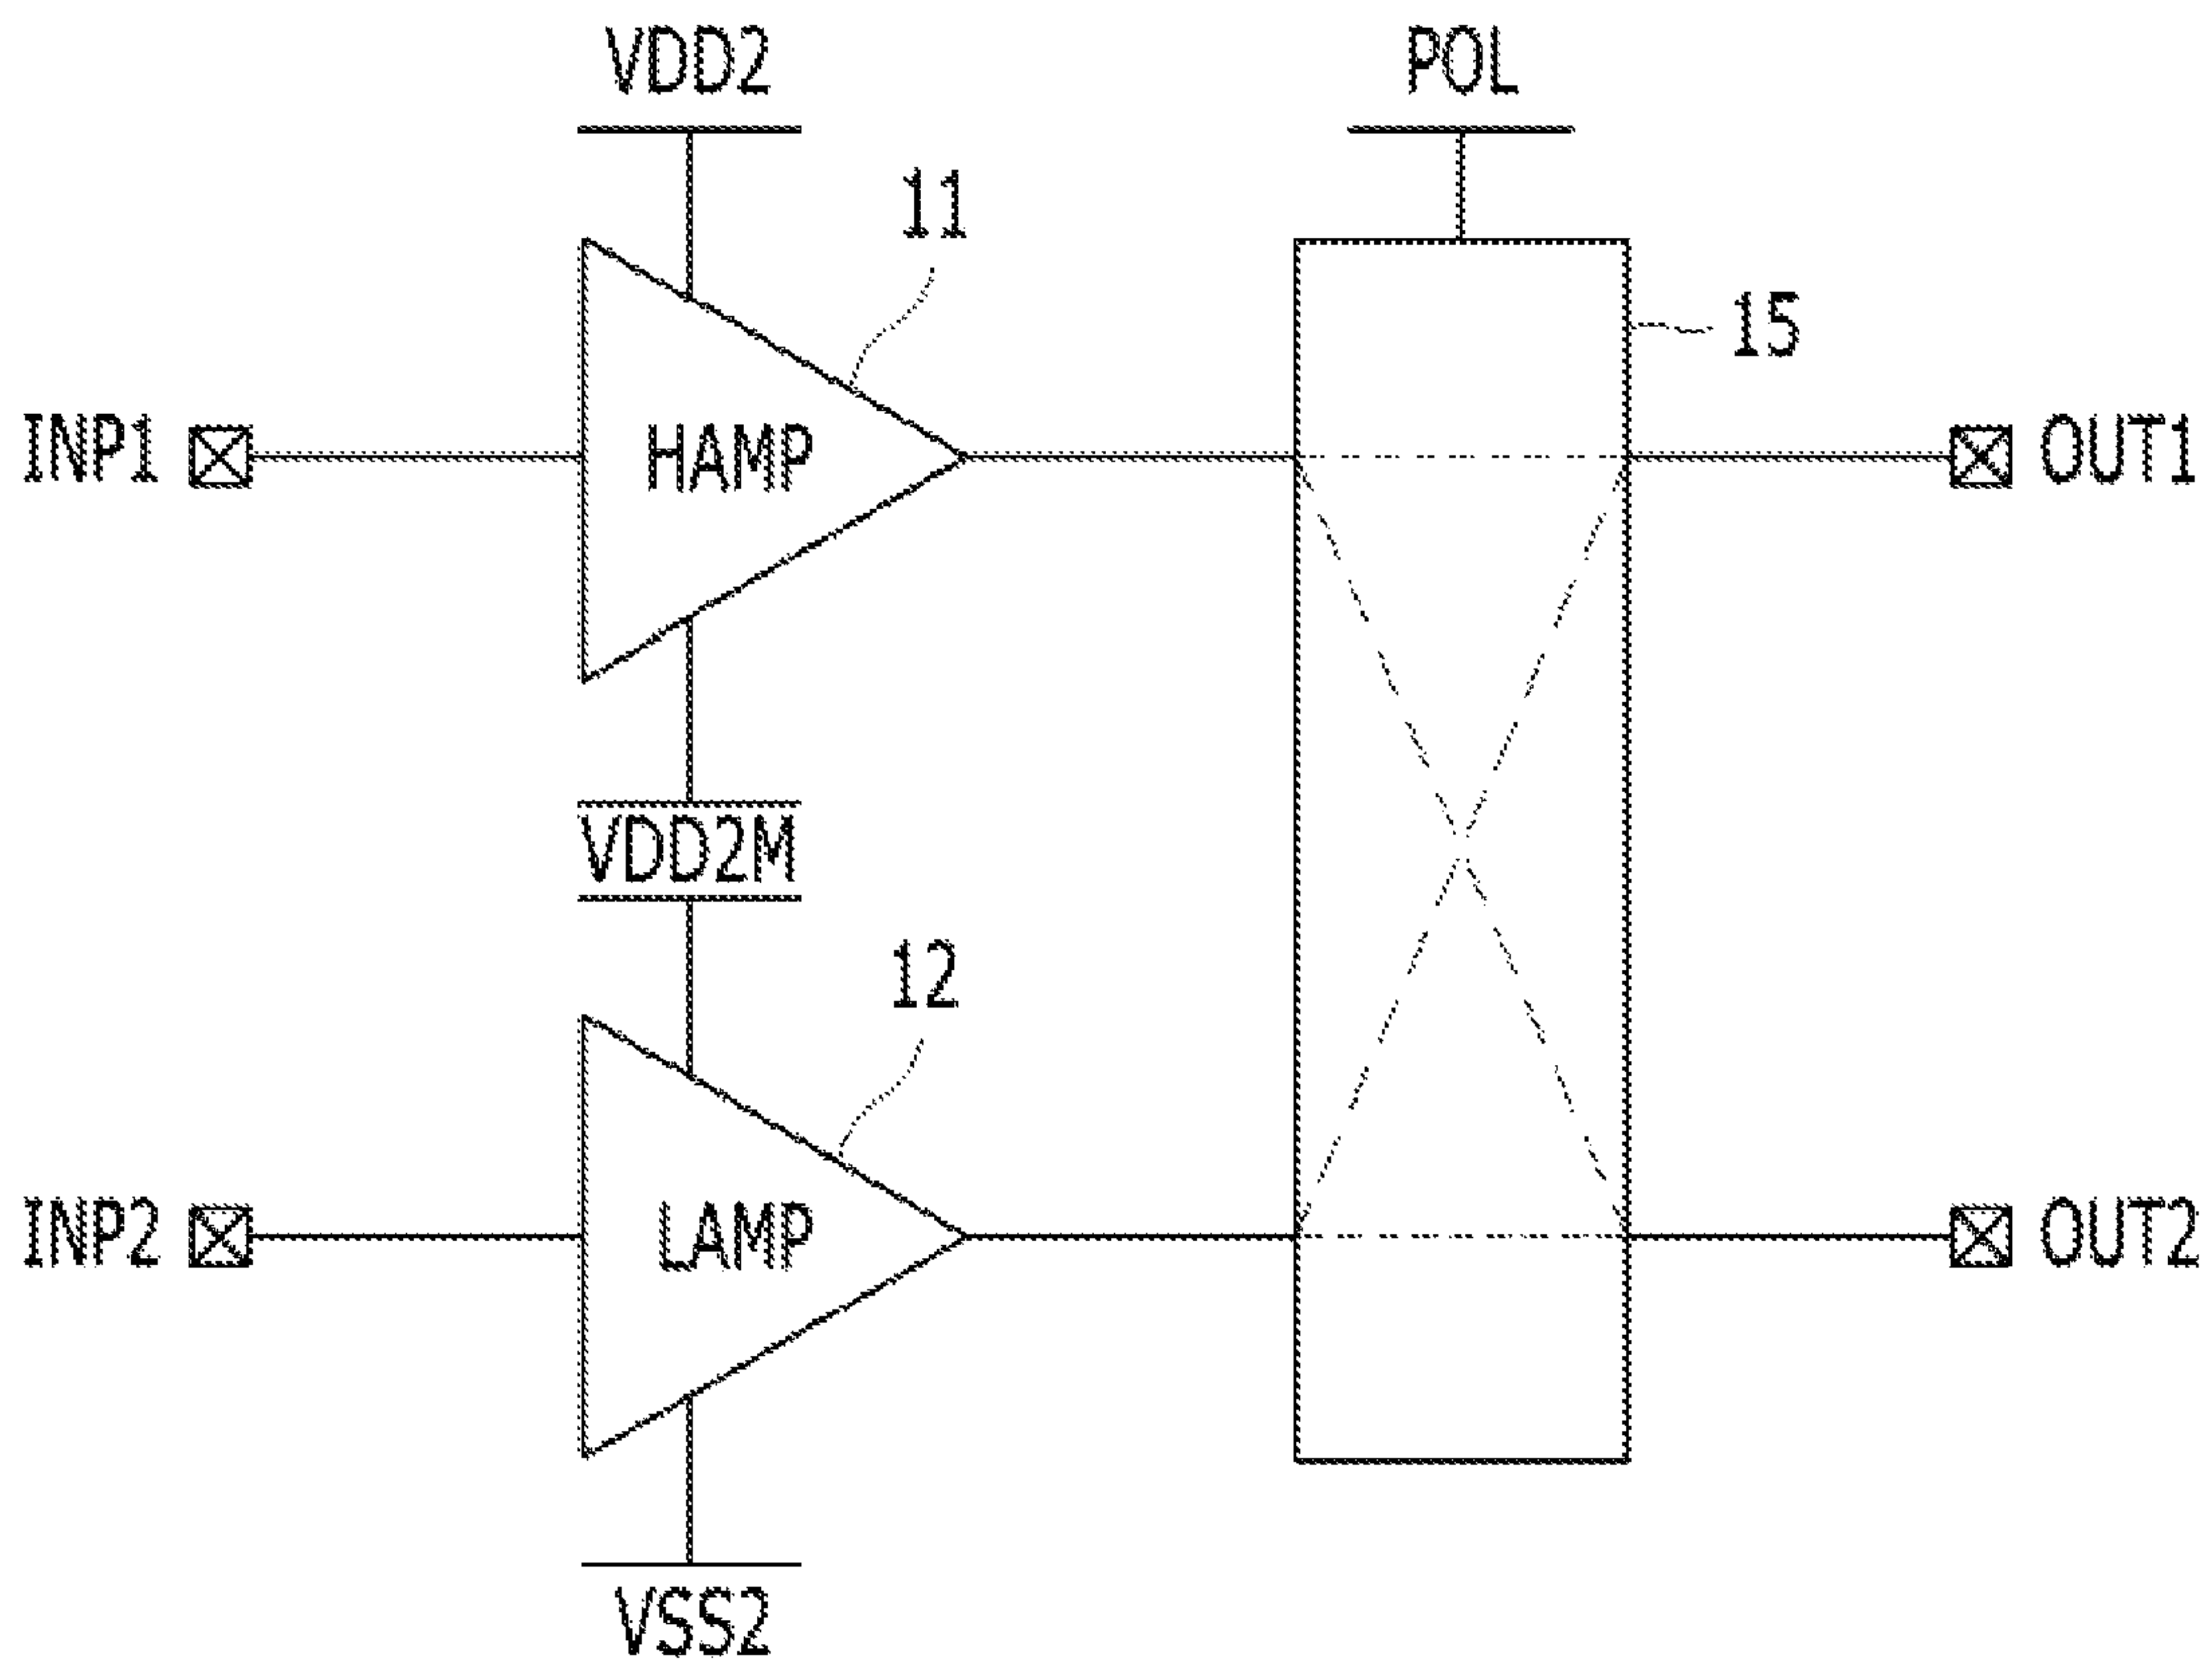 VDD2
POL
11
15
INP1
HAMP
OUT1
VDD2M
12
INP2
LAMP
OUT2
VSS2